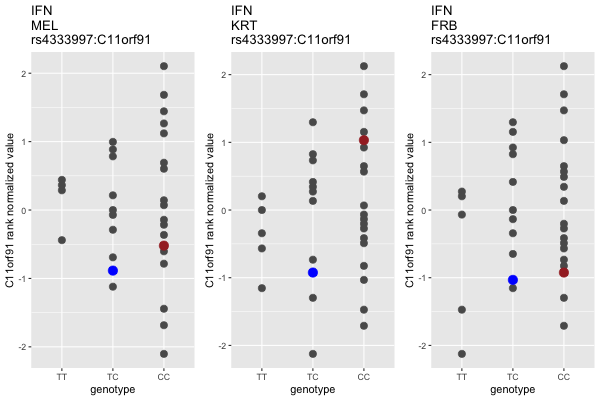 IFN
MEL
rs4333997:C11orf91
C11orf91 rank normalized value
2
1
0
-1
-2
TT
TC
CC
genotype
IFN
KRT
rs4333997:C11orf91
C11orf91 rank normalized value
2
1
0
-1
-2
TT
TC
CC
genotype
IFN
FRB
rs4333997:C11orf91
C11orf91 rank normalized value
2
1
0
-1
-2
TT
TC
CC
genotype